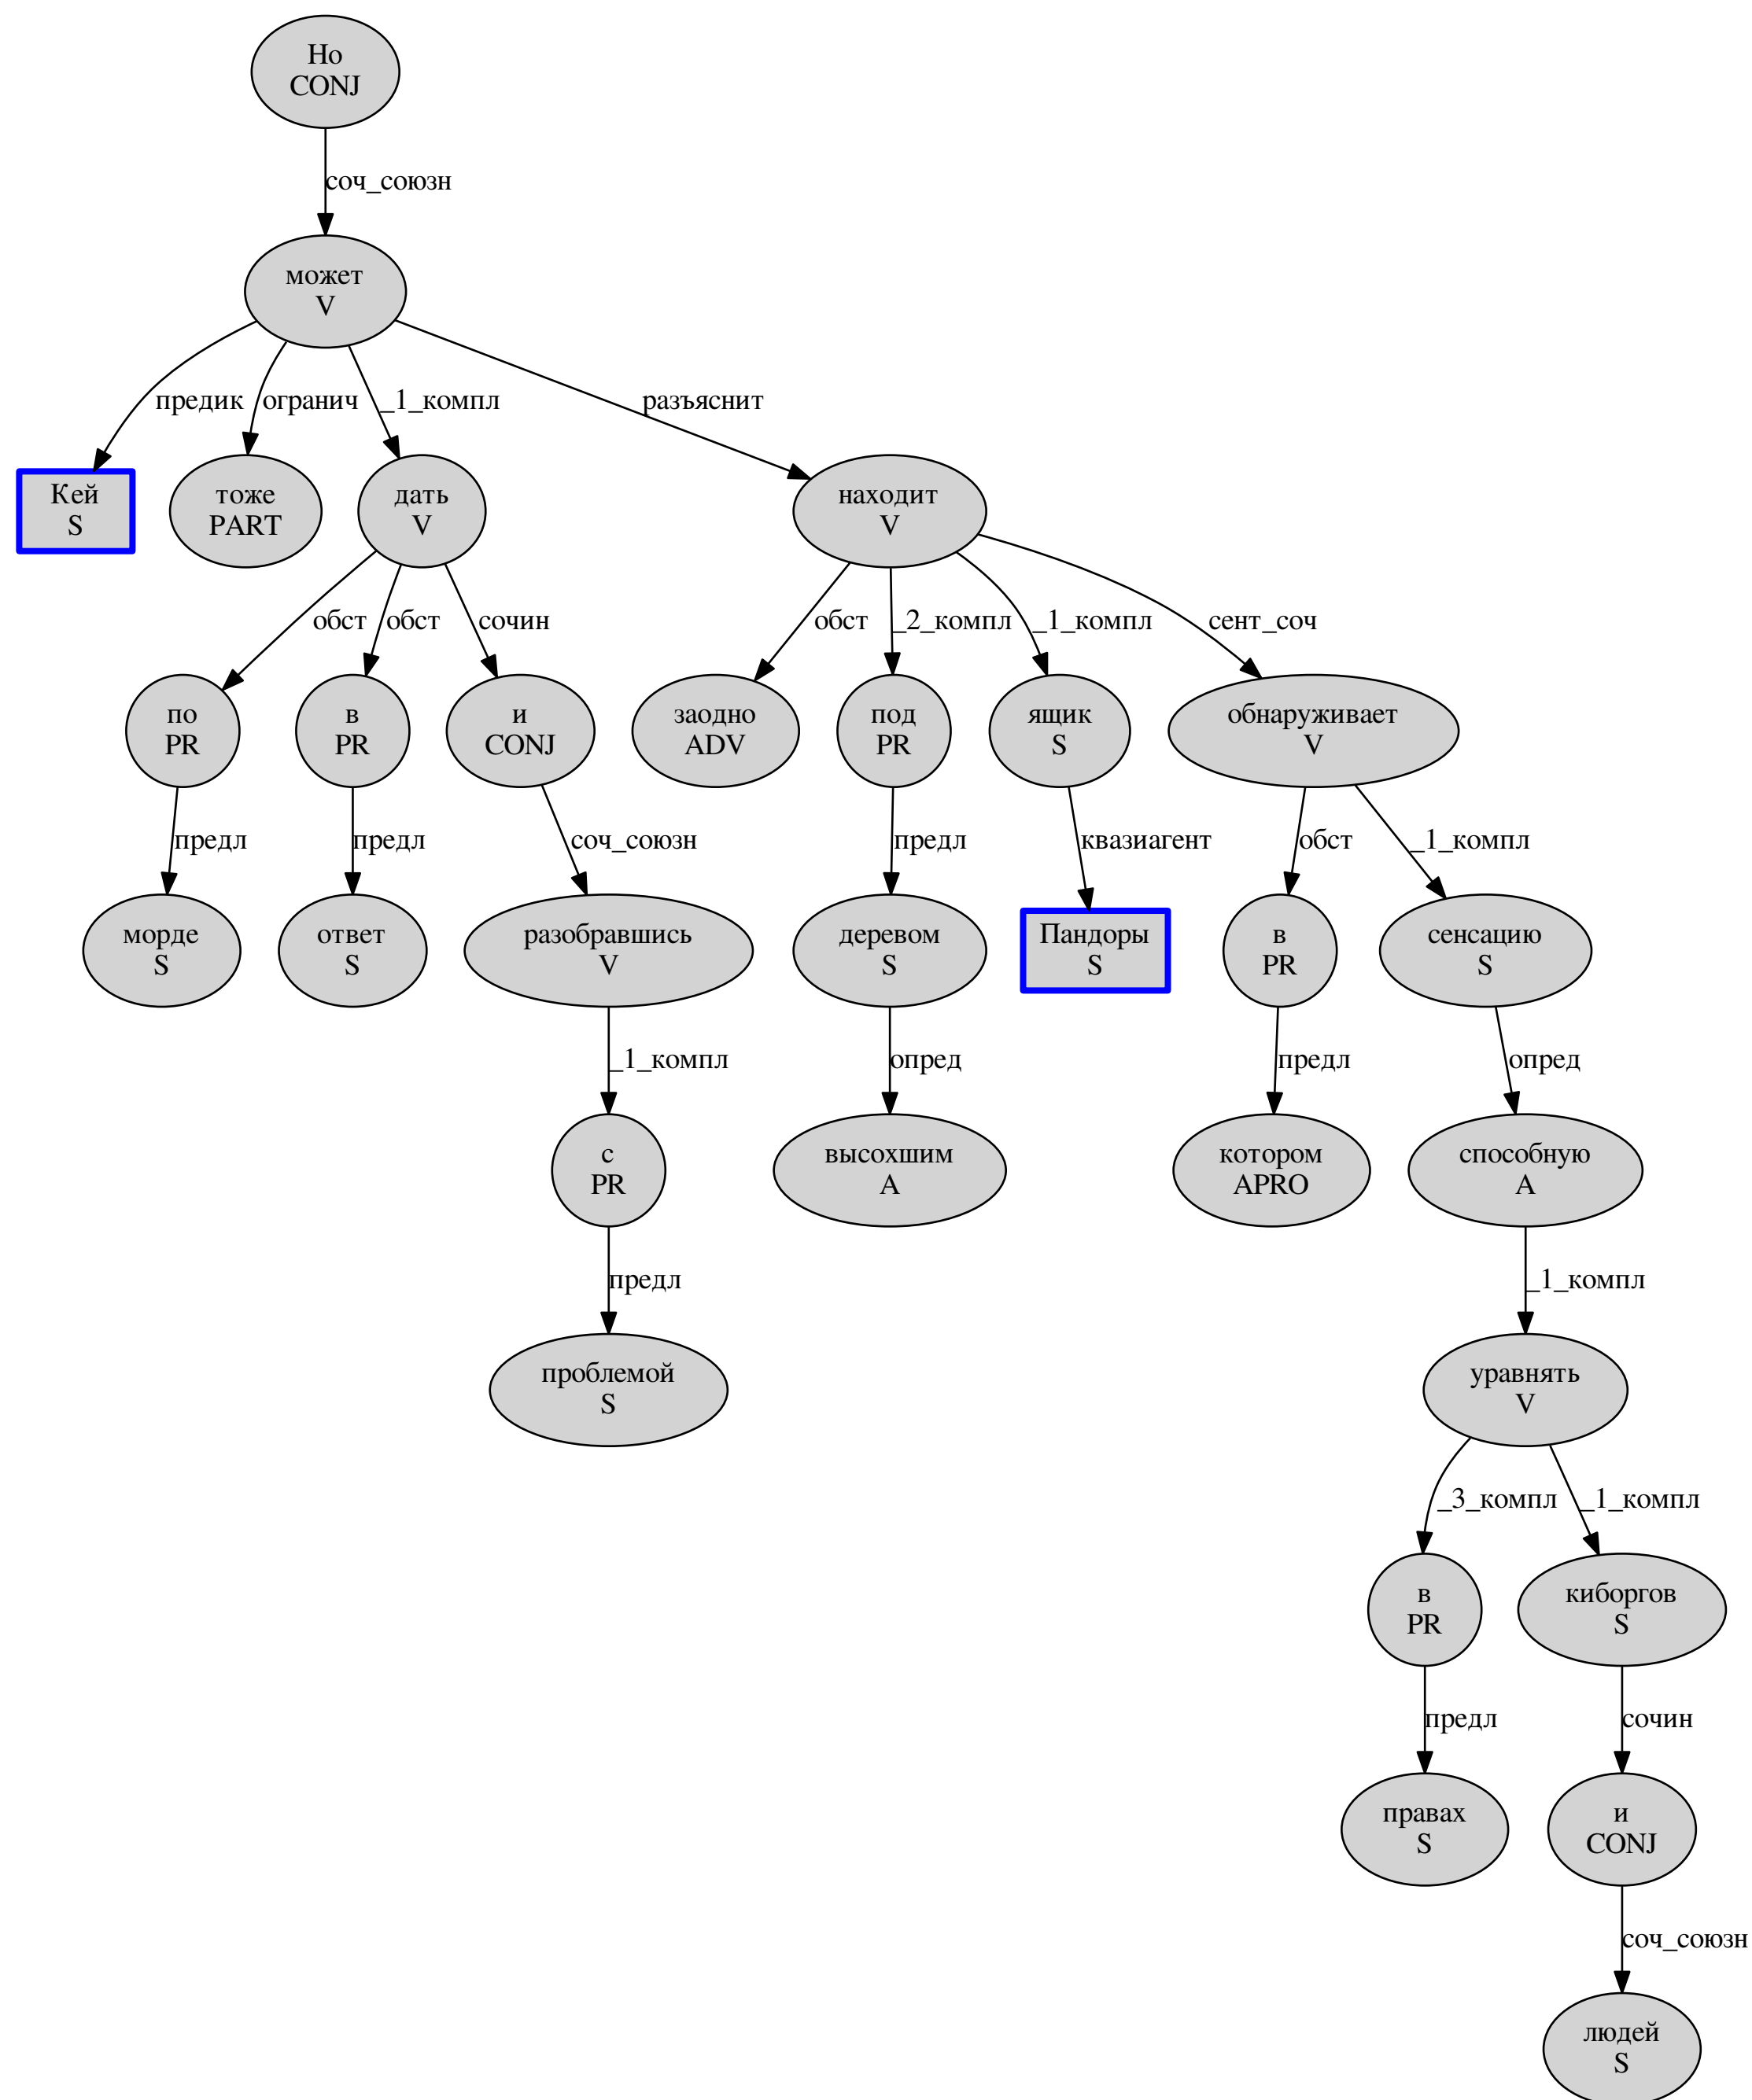 Но
CONJ
соч_союзн
может
V
предик
огранич
_1_компл
разъяснит
Кей
S
тоже
PART
дать
V
находит
V
обст
обст
сочин
обст
_2_компл
_1_компл
сент_соч
по
PR
в
PR
и
CONJ
заодно
ADV
под
PR
ящик
S
обнаруживает
V
предл
предл
соч_союзн
предл
квазиагент
обст
_1_компл
морде
S
ответ
S
разобравшись
V
деревом
S
Пандоры
S
в
PR
сенсацию
S
_1_компл
опред
предл
опред
с
PR
высохшим
A
котором
APRO
способную
A
предл
_1_компл
проблемой
S
уравнять
V
_3_компл
_1_компл
в
PR
киборгов
S
предл
сочин
правах
S
и
CONJ
соч_союзн
людей
S